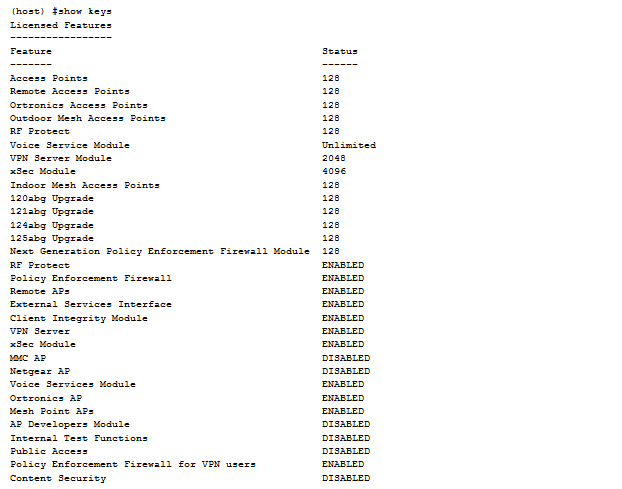 (host) #show keys
Licensed Features
-----------------
Feature Status
------- ------
Access Points 128
Remote Access Points 128
Ortronics Access Points 128
Outdoor Mesh Access Points 128
RF Protect 128
Voice Service Module Unlimited
VPN Server Module 2048
xSec Module 4096
Indoor Mesh Access Points 128
120abg Upgrade 128
121abg Upgrade 128
124abg Upgrade 128
125abg Upgrade 128
Next Generation Policy Enforcement Firewall Module 128
RF Protect ENABLED
Policy Enforcement Firewall ENABLED
Remote APs ENABLED
External Services Interface ENABLED
Client Integrity Module ENABLED
VPN Server ENABLED
xSec Module ENABLED
MMC AP DISABLED
Netgear AP DISABLED
Voice Services Module ENABLED
Ortronics AP ENABLED
Mesh Point APs ENABLED
AP Developers Module DISABLED
Internal Test Functions DISABLED
Public Access DISABLED
Policy Enforcement Firewall for VPN users ENABLED
Content Security DISABLED